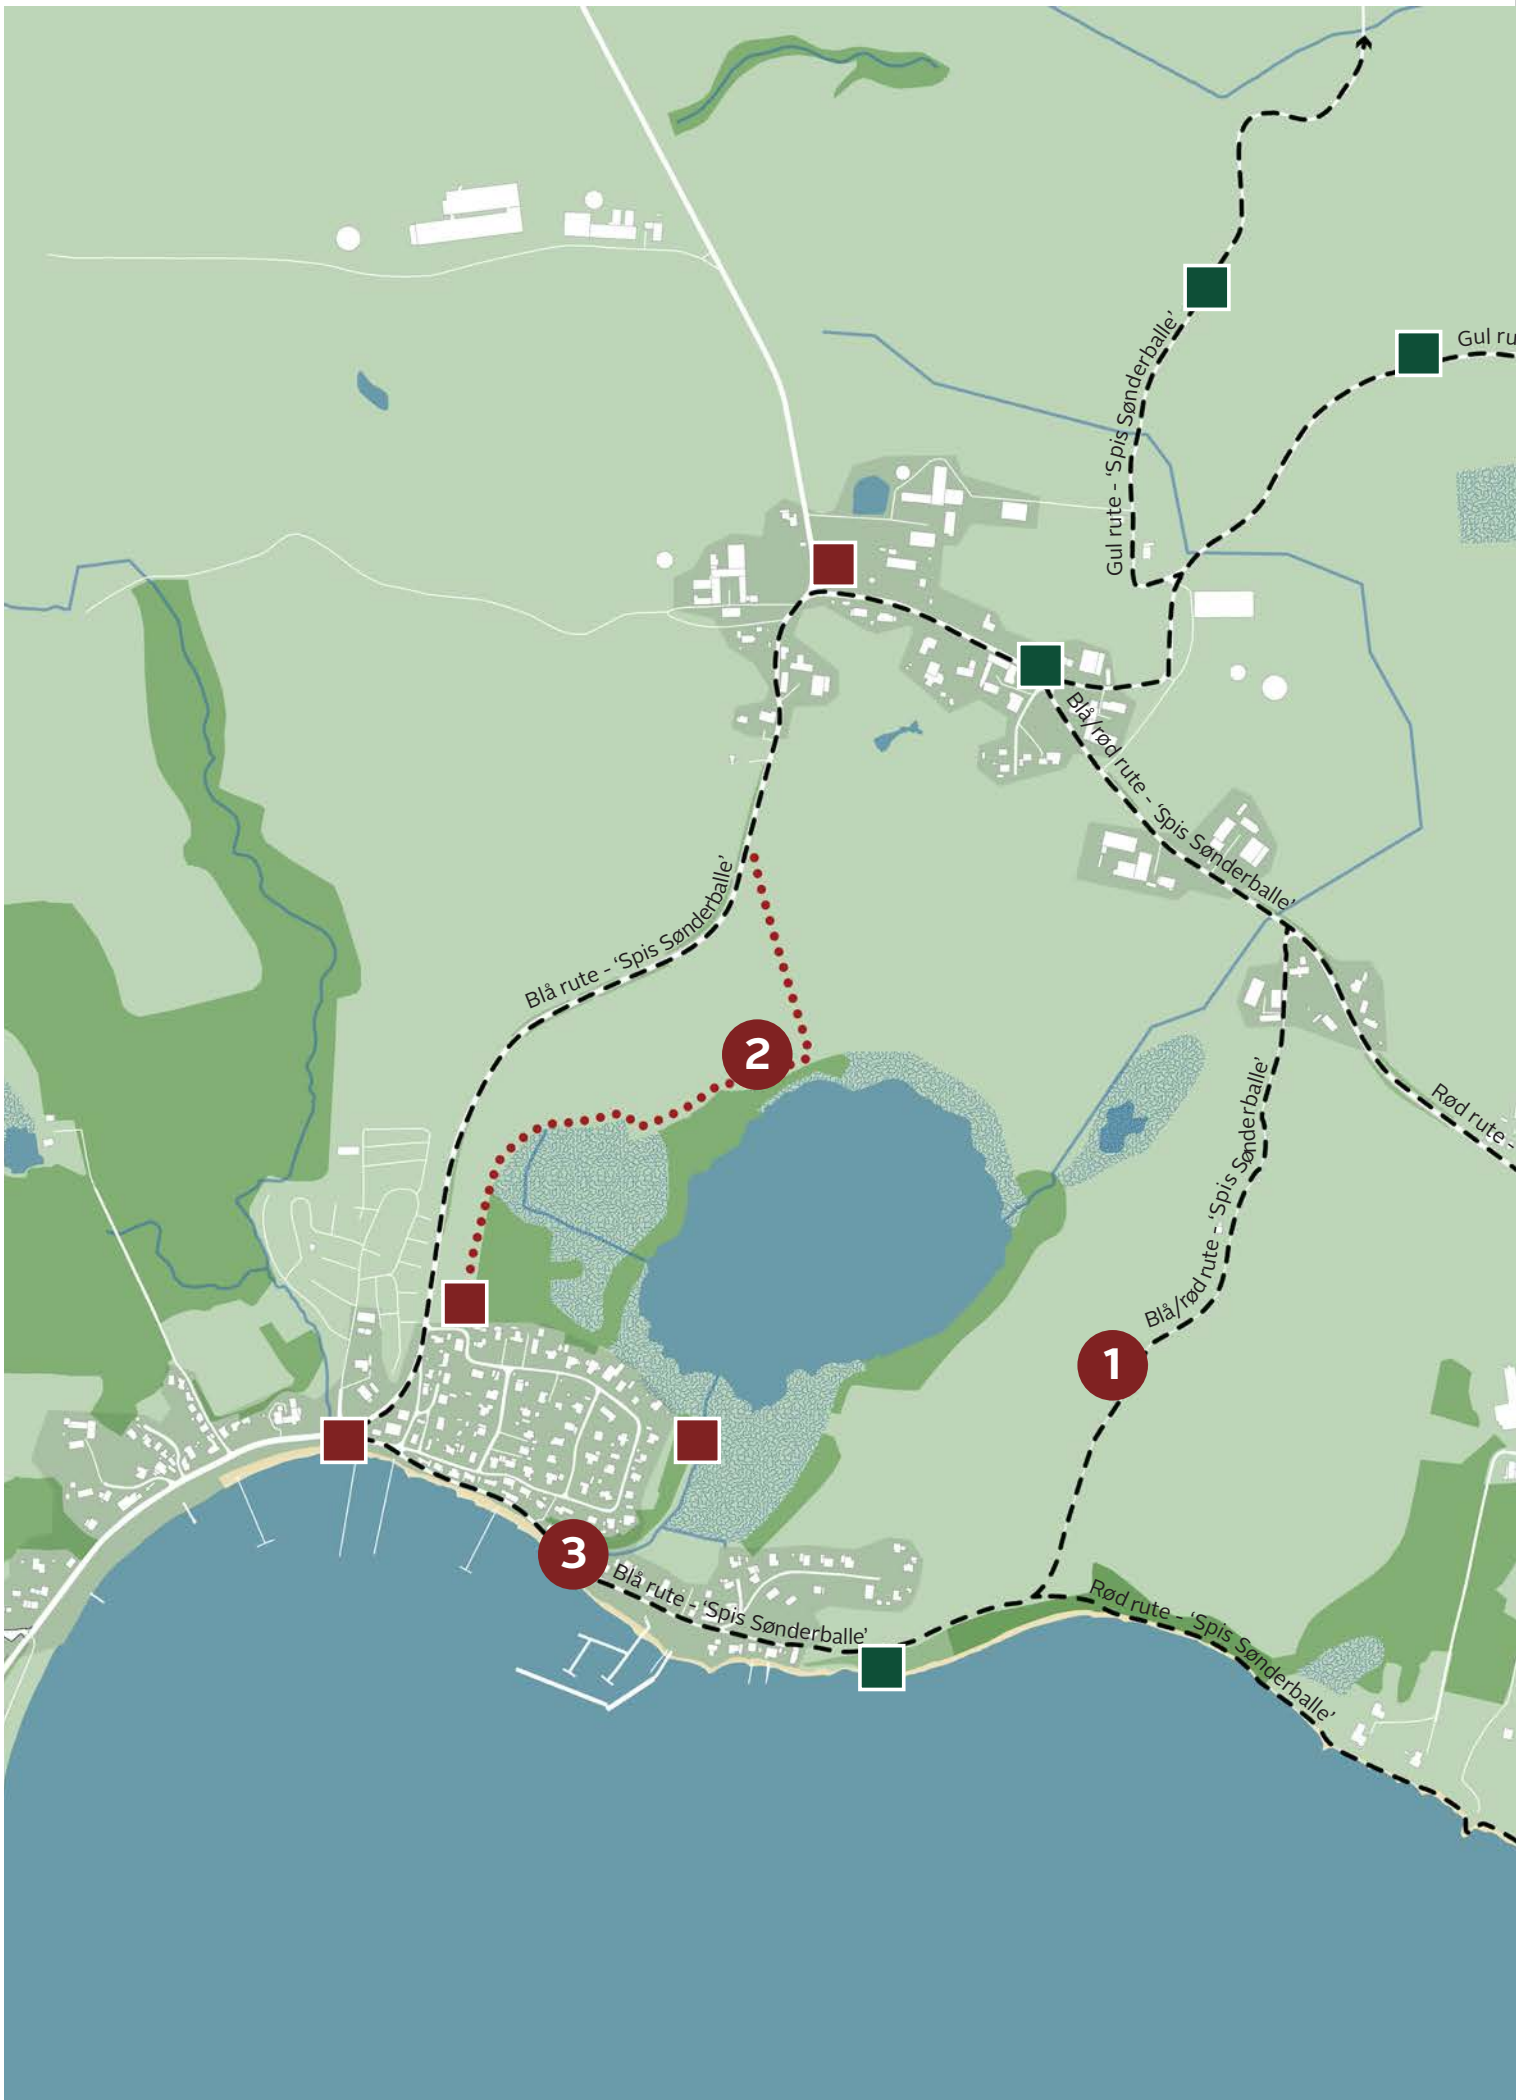 Gul rute - 'Spis Sønderballe'
Gul ru
Blå/rød rute - 'Spis Sønderballe'
Blå rute - 'Spis Sønderballe'
2
Rød rute -
Blå/rød rute - 'Spis Sønderballe'
1
3
Blå rute - 'Spis Sønderballe'
Rød rute - 'Spis Sønderballe'